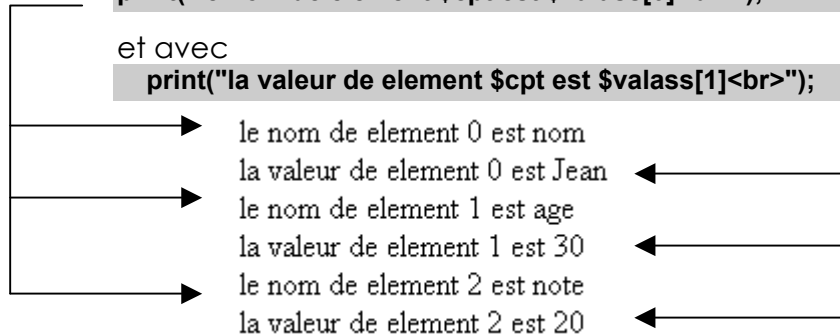 et avec
print("la valeur de element $cpt est $valass[1]<br>");
le nom de element 0 est nom
la valeur de element 0 est Jean
le nom de element 1 est age
la valeur de element 1 est 30
le nom de element 2 est note
la valeur de element 2 est 20